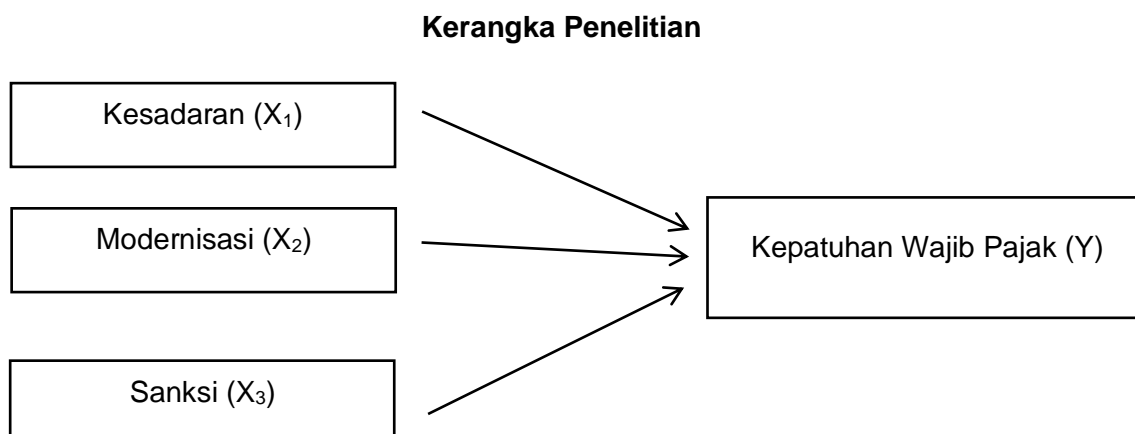 Kerangka Penelitian
Kesadaran (X₁)
Modernisasi (X₂)
Kepatuhan Wajib Pajak (Y)
Sanksi (X₃)